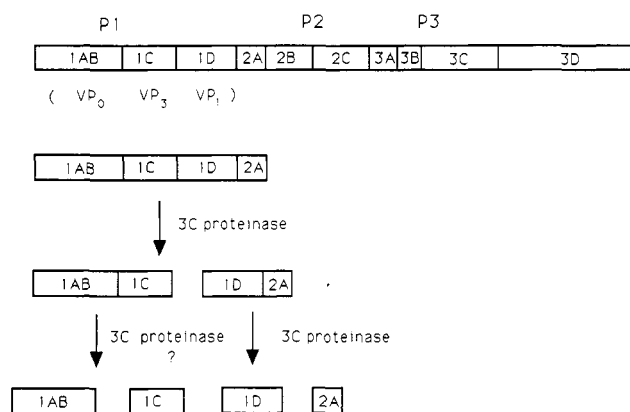 P1 P2 P3
1AB 1C 1D 2A 2B 2C 3A 3B 3C 3D
( VP0 VP3 VP1 )
1AB 1C 1D 2A
3C proteinase
1AB 1C 1D 2A
3C proteinase 3C proteinase
?
1AB 1C 1D 2A